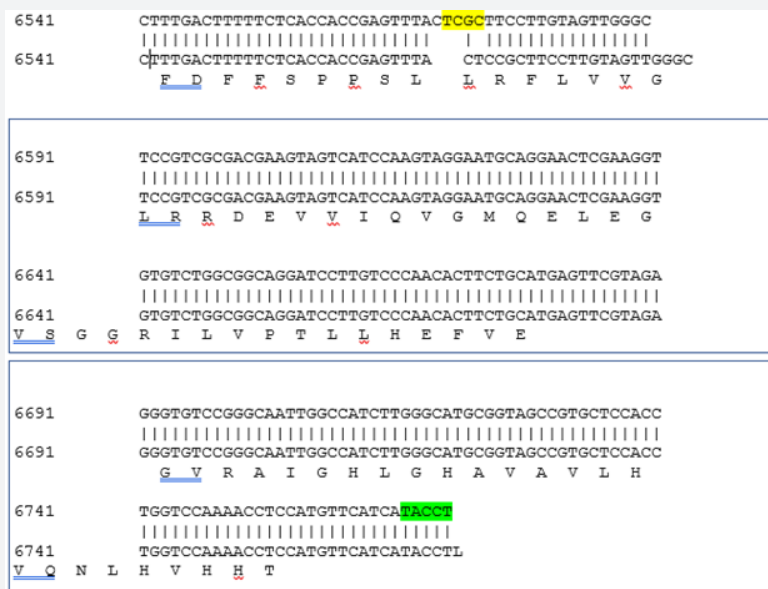 6541 CTTTGACTTTTTCTCACCACCGAGTTTACTCGCTTCCTTGTAGTTGGGC
6541 CTTTGACTTTTTCTCACCACCGAGTTTA CTCCGCTTCCTTGTAGTTGGGC
F D F F S P P S L L R F L V V G
6591 TCCGTCGCGACGAAGTAGTCATCCAAGTAGGAATGCAGGAACTCGAAGGT
6591 TCCGTCGCGACGAAGTAGTCATCCAAGTAGGAATGCAGGAACTCGAAGGT
L R R D E V V I Q V G M Q E L E G
6641 GTGTCTGGCGGCAGGATCCTTGTCCCAACACTTCTGCATGAGTTCGTAGA
6641 GTGTCTGGCGGCAGGATCCTTGTCCCAACACTTCTGCATGAGTTCGTAGA
V S G G R I L V P T L L H E F V E
6691 GGGTGTCCGGGCAATTGGCCATCTTGGGCATGCGGTAGCCGTGCTCCACC
6691 GGGTGTCCGGGCAATTGGCCATCTTGGGCATGCGGTAGCCGTGCTCCACC
G V R A I G H L G H A V A V L H
6741 TGGTCCAAAACCTCCATGTTCATCATACCT
6741 TGGTCCAAAACCTCCATGTTCATCATACCTL
V Q N L H V H H T